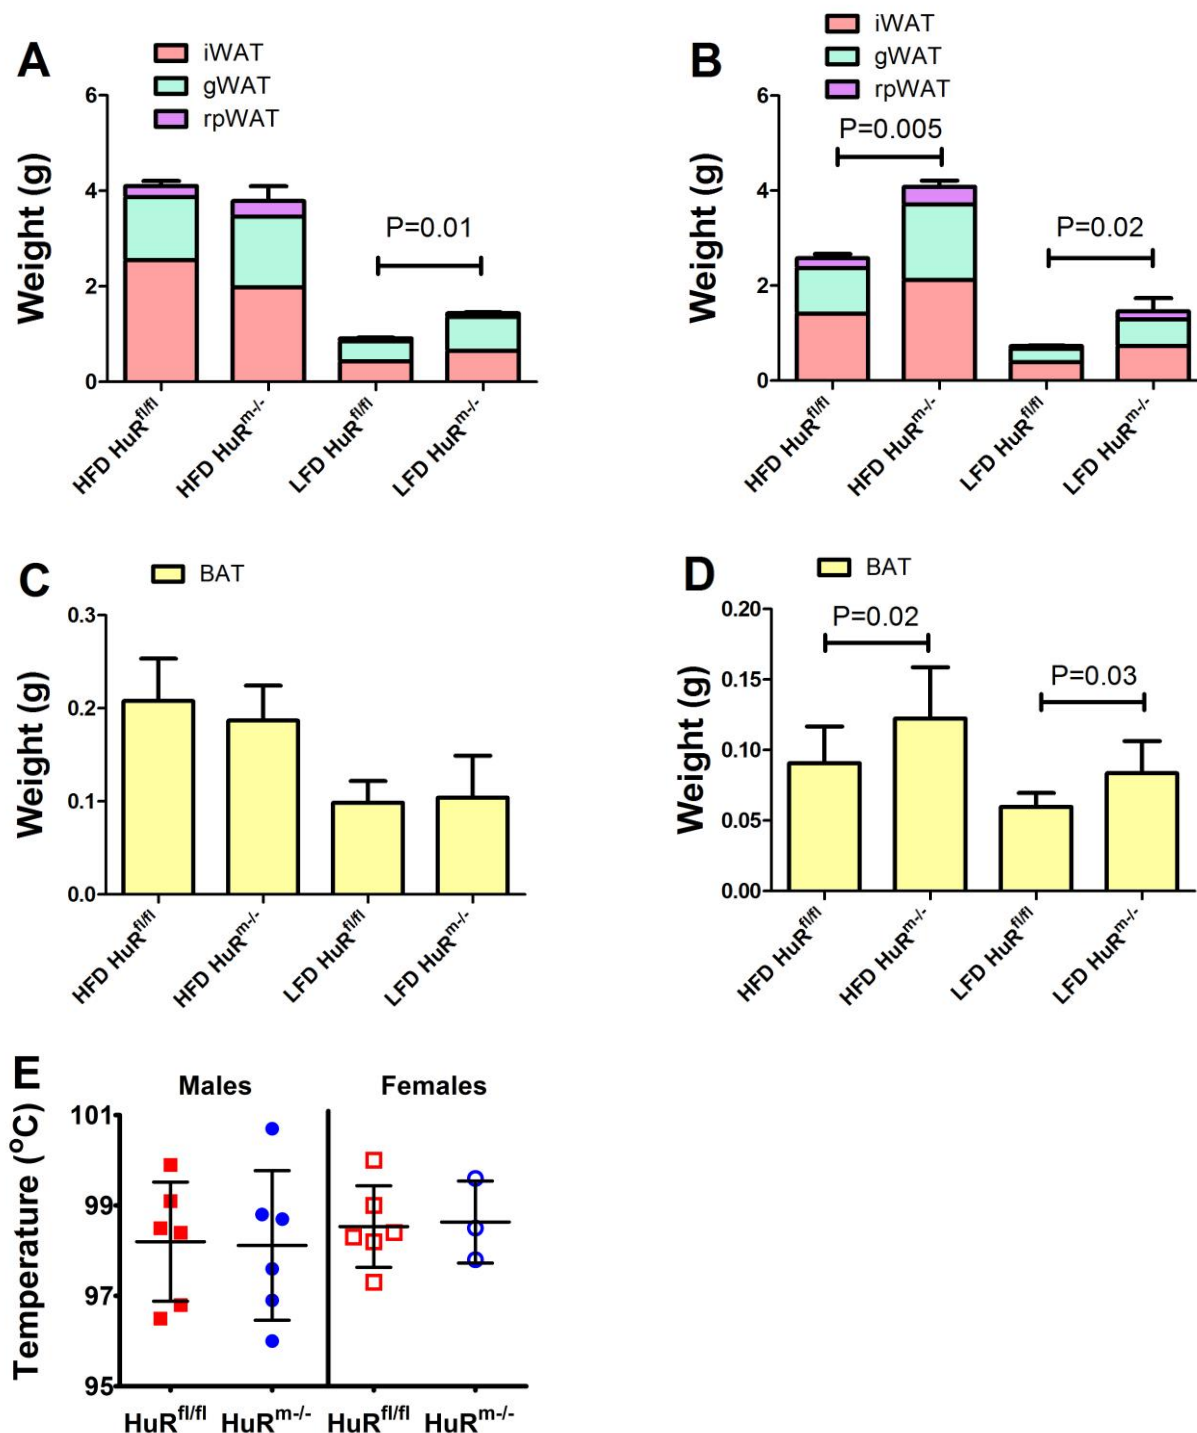 A
iWAT
gWAT
rpWAT
Weight (g)
6
4
2
0
P=0.01
HFD HuR^fl/fl
HFD HuR^m-/-
LFD HuR^fl/fl
LFD HuR^m-/-
B
iWAT
gWAT
rpWAT
Weight (g)
6
4
2
0
P=0.005
P=0.02
HFD HuR^fl/fl
HFD HuR^m-/-
LFD HuR^fl/fl
LFD HuR^m-/-
C
BAT
Weight (g)
0.3
0.2
0.1
0.0
HFD HuR^fl/fl
HFD HuR^m-/-
LFD HuR^fl/fl
LFD HuR^m-/-
D
BAT
Weight (g)
0.20
0.15
0.10
0.05
0.00
P=0.02
P=0.03
HFD HuR^fl/fl
HFD HuR^m-/-
LFD HuR^fl/fl
LFD HuR^m-/-
E
Males Females
Temperature (°C)
101
99
97
95
HuR^fl/fl HuR^m-/- HuR^fl/fl HuR^m-/-